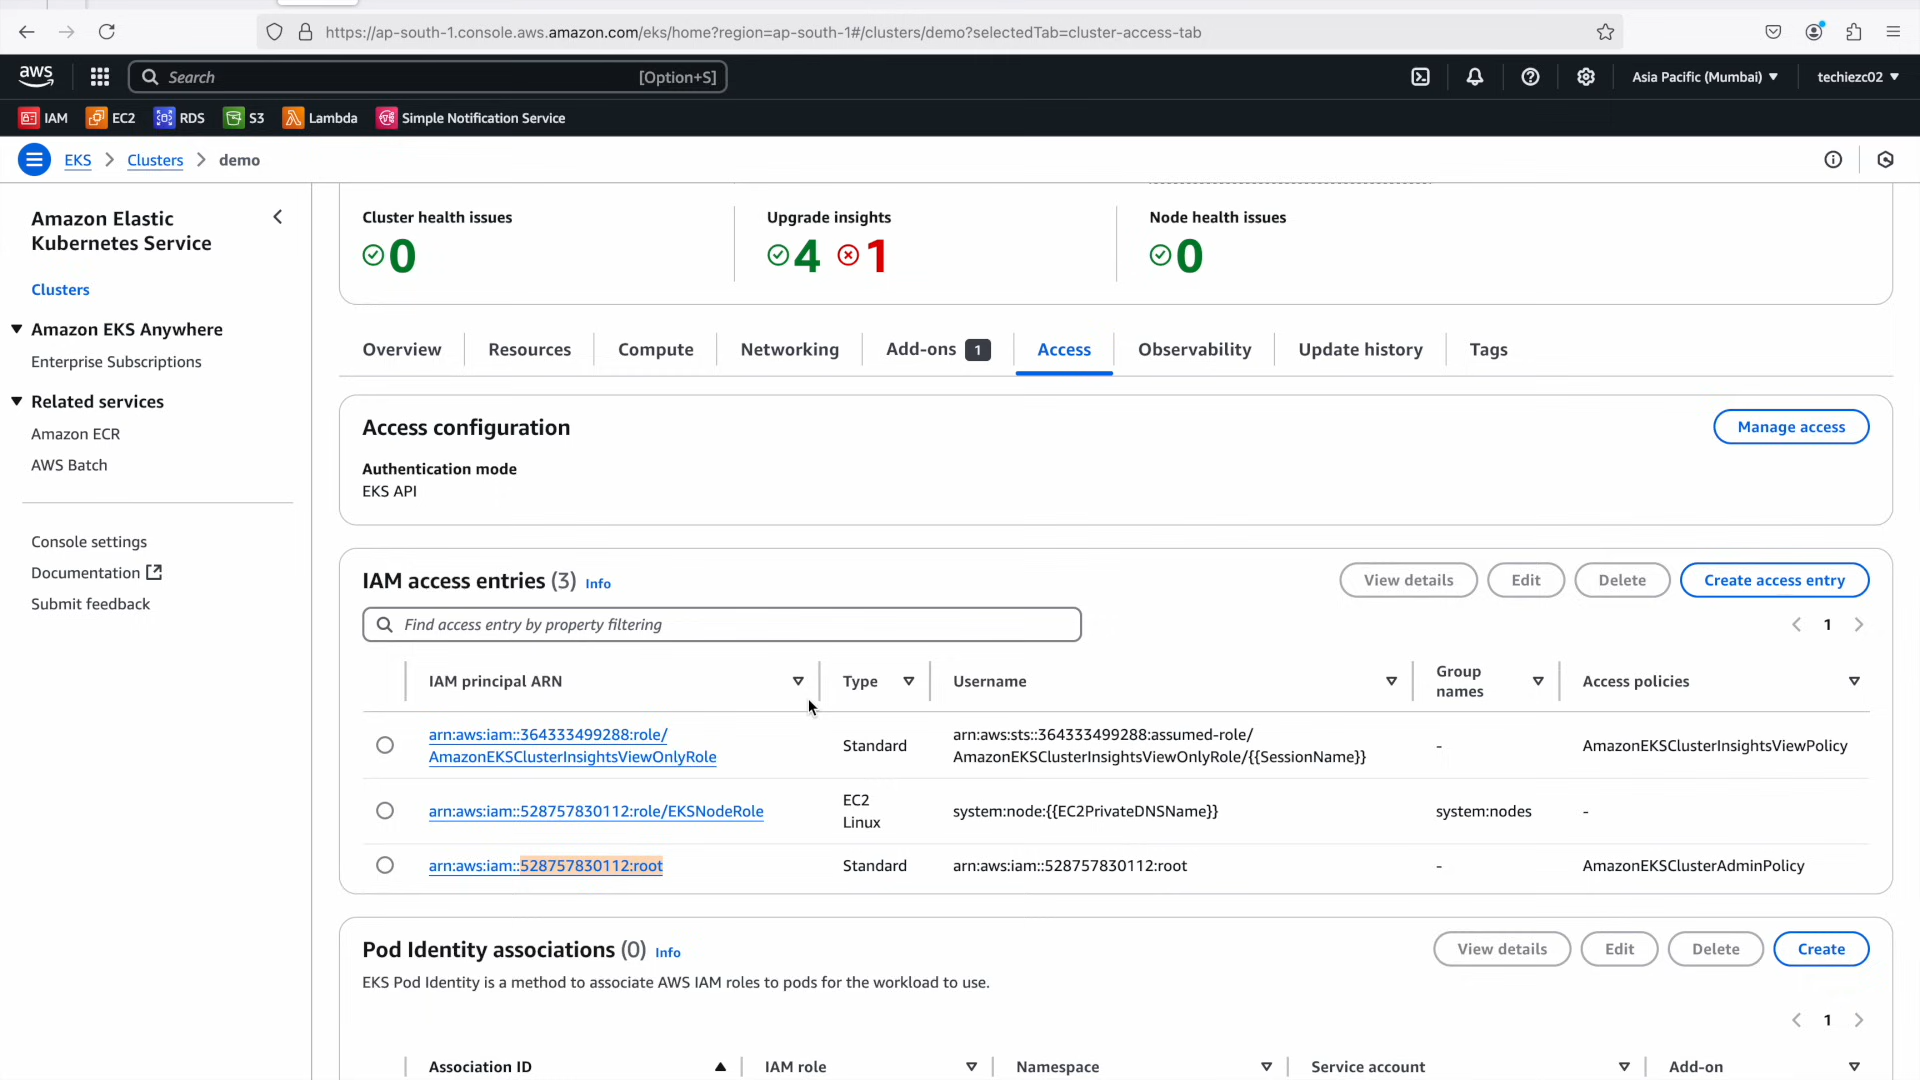 https://ap-south-1.console.aws.amazon.com/eks/home?region=ap-south-1#/clusters/demo?selectedTab=cluster-access-tab
aws
Search
[Option+S]
Asia Pacific (Mumbai)
techiezc02
IAM
EC2
RDS
S3
Lambda
Simple Notification Service
EKS
Clusters
demo
Amazon Elastic
Kubernetes Service
Clusters
Amazon EKS Anywhere
Enterprise Subscriptions
Related services
Amazon ECR
AWS Batch
Console settings
Documentation
Submit feedback
Cluster health issues
0
Upgrade insights
4 1
Node health issues
0
Overview
Resources
Compute
Networking
Add-ons 1
Access
Observability
Update history
Tags
Access configuration
Manage access
Authentication mode
EKS API
IAM access entries (3) Info
View details
Edit
Delete
Create access entry
Find access entry by property filtering
1
IAM principal ARN
Type
Username
Group
names
Access policies
arn:aws:iam::364333499288:role/
AmazonEKSClusterInsightsViewOnlyRole
Standard
arn:aws:sts::364333499288:assumed-role/
AmazonEKSClusterInsightsViewOnlyRole/{{SessionName}}
-
AmazonEKSClusterInsightsViewPolicy
arn:aws:iam::528757830112:role/EKSNodeRole
EC2
Linux
system:node:{{EC2PrivateDNSName}}
system:nodes
-
arn:aws:iam::528757830112:root
Standard
arn:aws:iam::528757830112:root
-
AmazonEKSClusterAdminPolicy
Pod Identity associations (0) Info
View details
Edit
Delete
Create
EKS Pod Identity is a method to associate AWS IAM roles to pods for the workload to use.
1
Association ID
IAM role
Namespace
Service account
Add-on